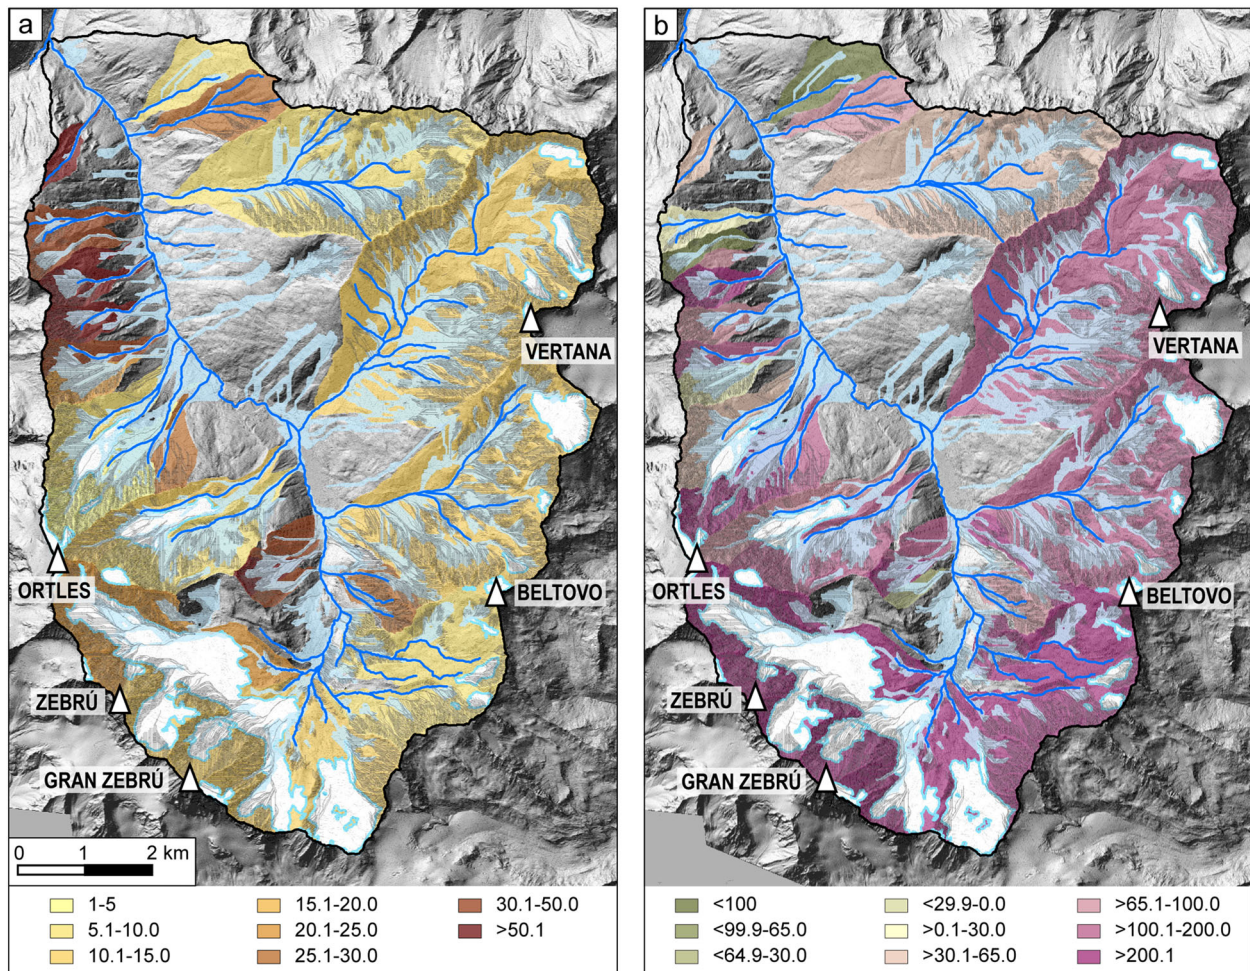 a
VERTANA
ORTLES
BELTOVO
ZEBRÚ
GRAN ZEBRÚ
0 1 2 km
1-5
5.1-10.0
10.1-15.0
15.1-20.0
20.1-25.0
25.1-30.0
30.1-50.0
>50.1
b
VERTANA
ORTLES
BELTOVO
ZEBRÚ
GRAN ZEBRÚ
<100
<99.9-65.0
<64.9-30.0
<29.9-0.0
>0.1-30.0
>30.1-65.0
>65.1-100.0
>100.1-200.0
>200.1